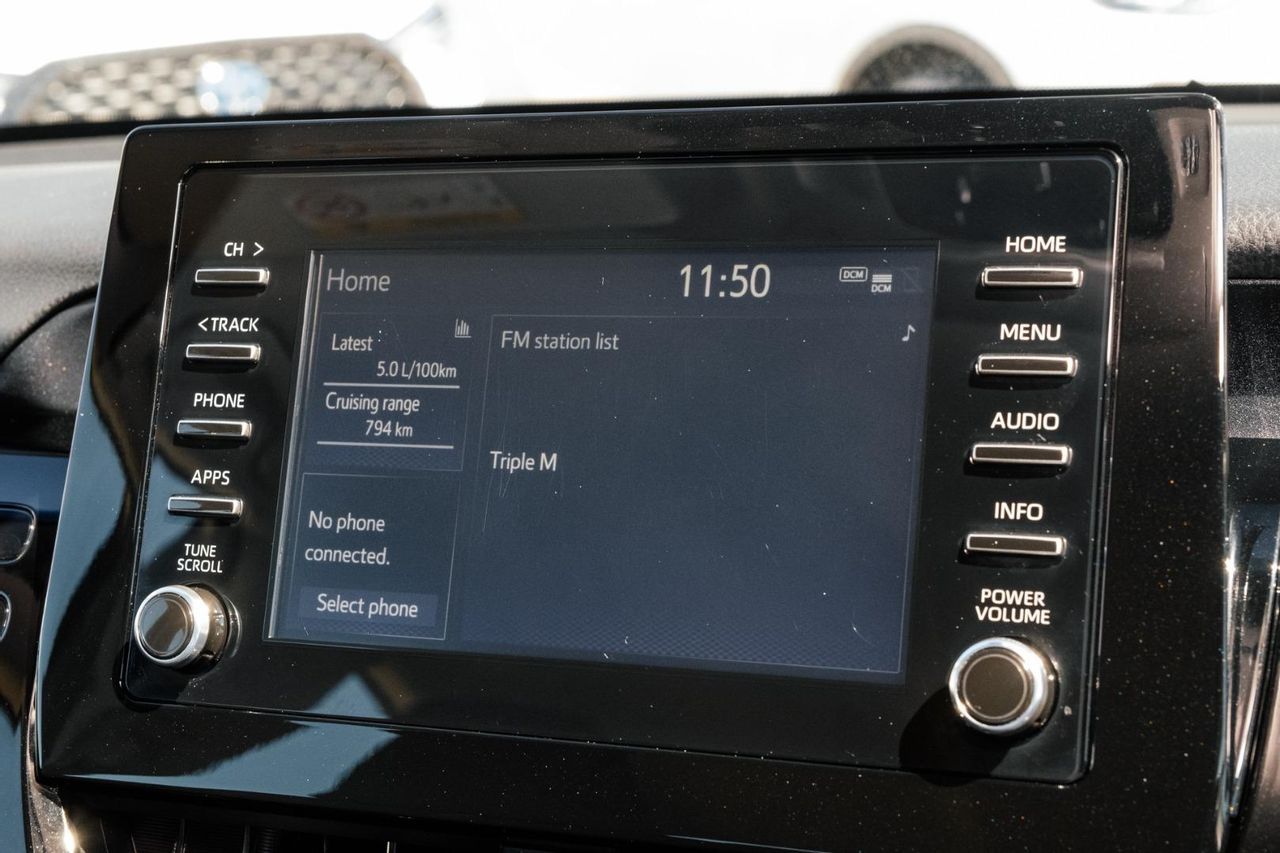 CH >
<TRACK
PHONE
APPS
TUNE
SCROLL
Home
11:50
DCM
DCM
Latest
5.0 L/100km
Cruising range
794 km
No phone
connected.
Select phone
FM station list
Triple M
HOME
MENU
AUDIO
INFO
POWER
VOLUME